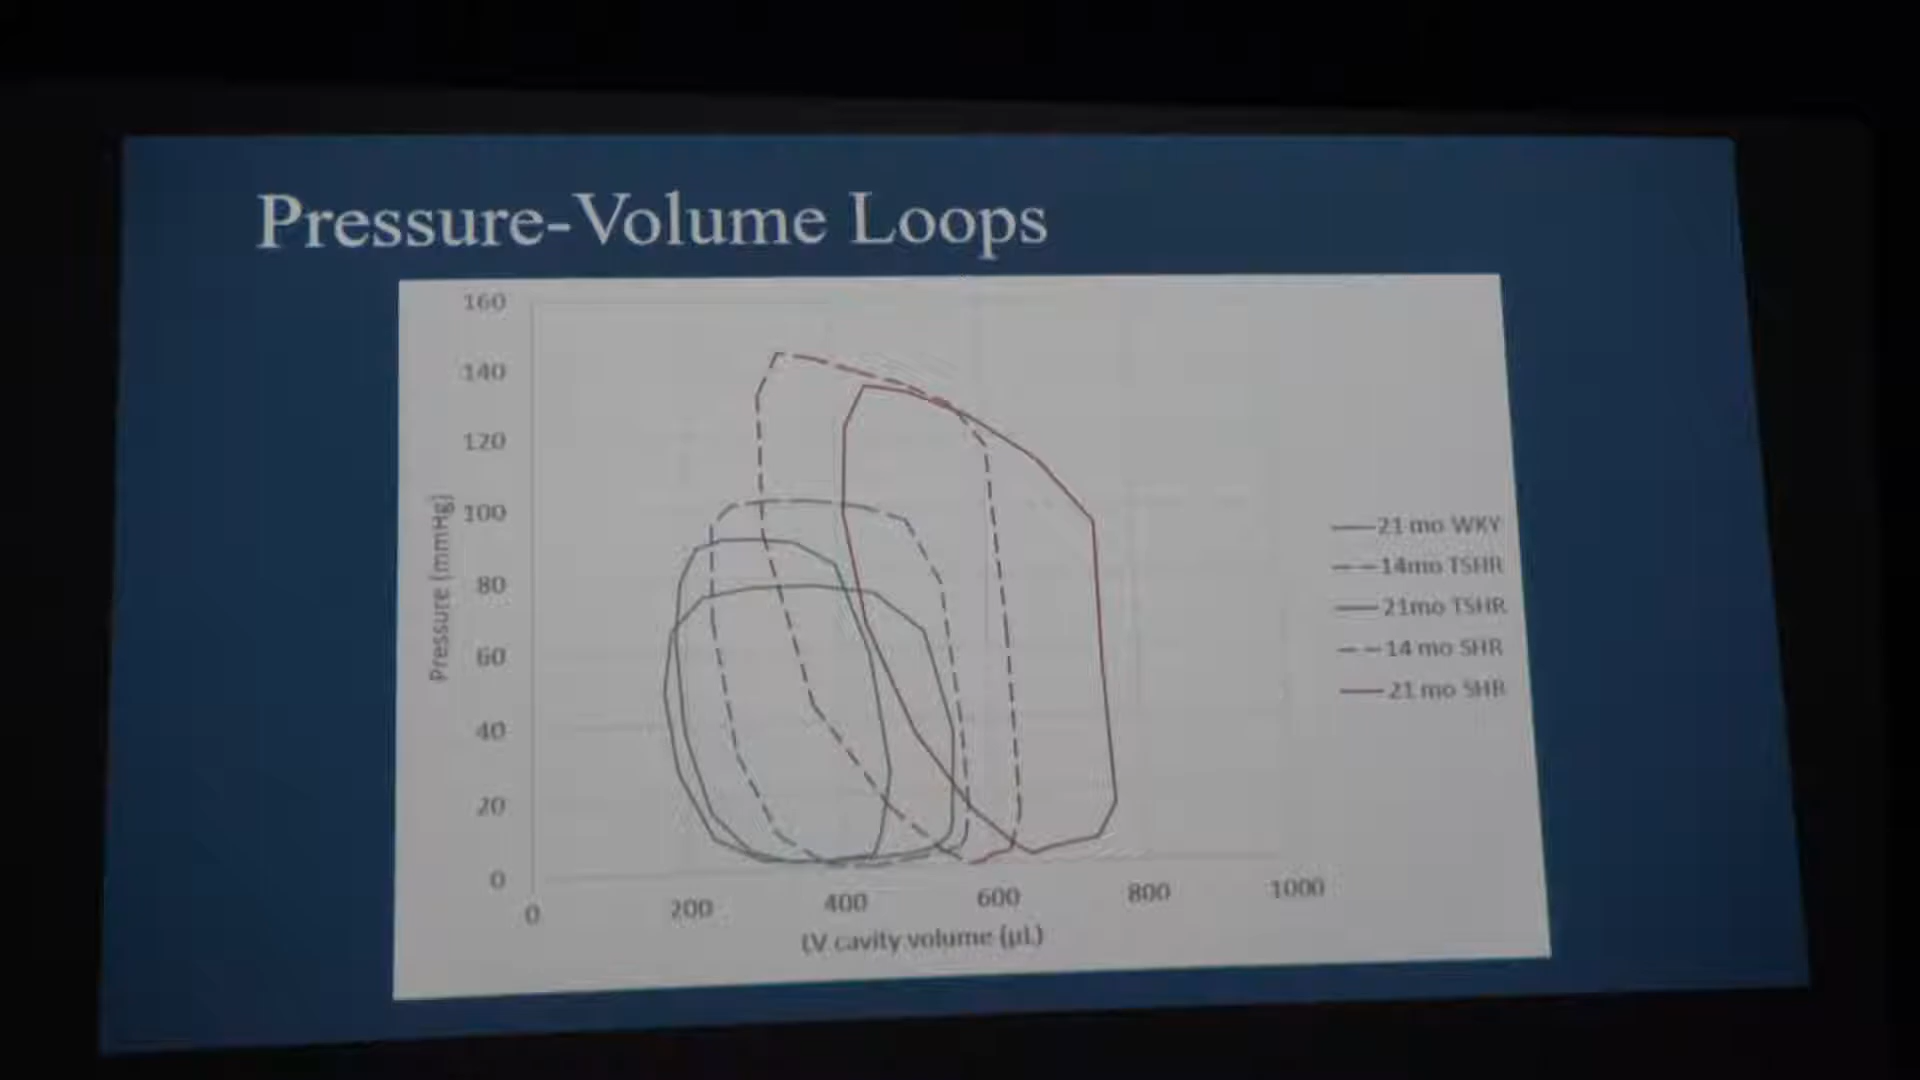 Pressure-Volume Loops
160
140
120
100
80
60
40
20
0
Pressure (mmHg)
0 200 400 600 800 1000
LV cavity volume (µL)
21 mo WKY
14mo TSHR
21mo TSHR
14 mo SHR
21 mo SHR